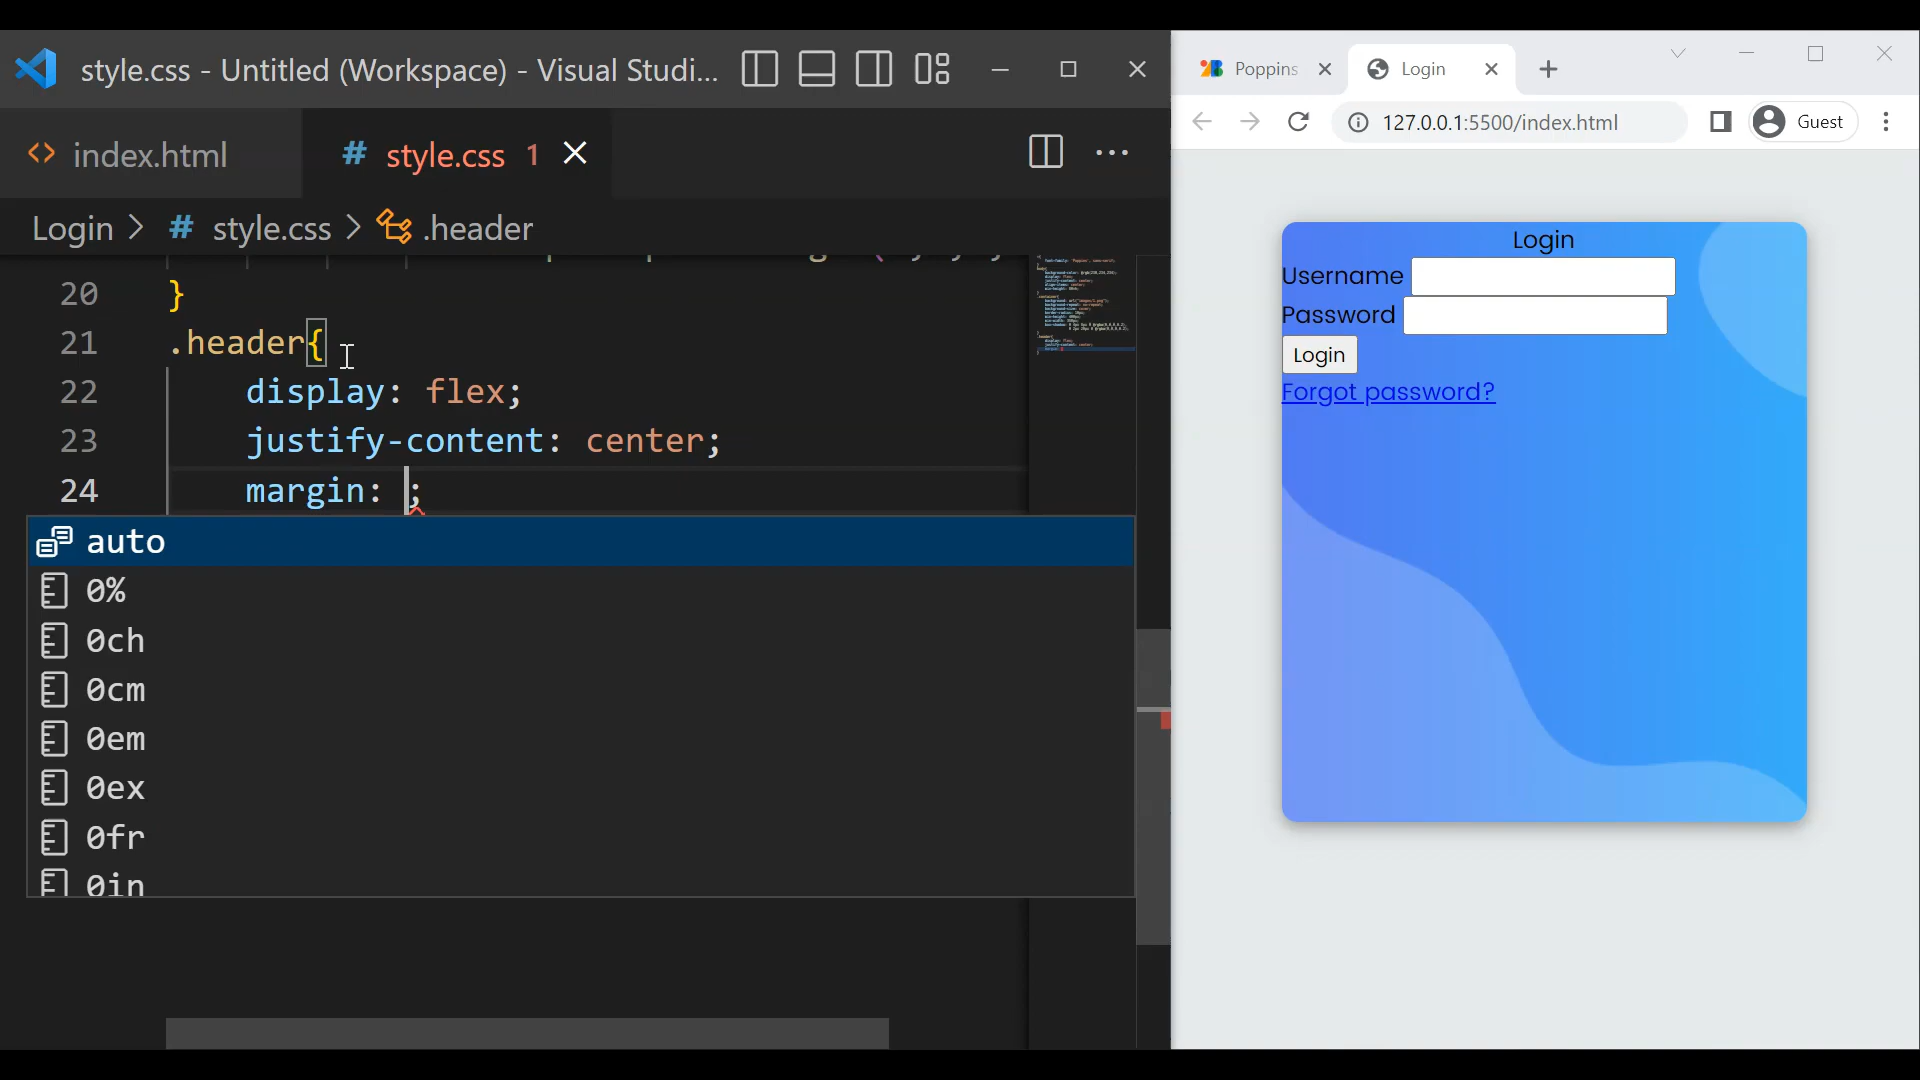 style.css - Untitled (Workspace) - Visual Studi...
index.html
# style.css 1
Login > # style.css > .header
20 }
21 .header{
22 display: flex;
23 justify-content: center;
24 margin: ;
auto
0%
0ch
0cm
0em
0ex
0fr
0in
Poppins
Login
127.0.0.1:5500/index.html
Guest
Login
Username
Password
Login
Forgot password?